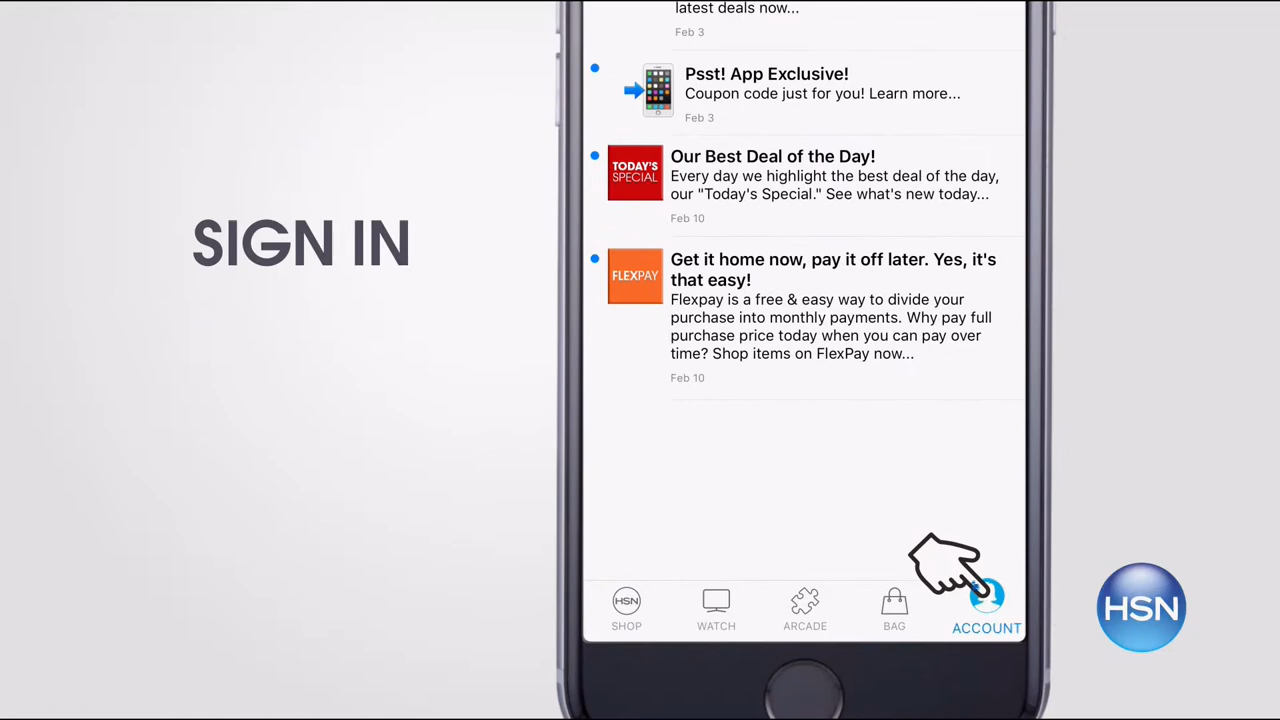 SIGN IN
latest deals now...
Feb 3
Psst! App Exclusive!
Coupon code just for you! Learn more...
Feb 3
TODAY'S
SPECIAL
Our Best Deal of the Day!
Every day we highlight the best deal of the day,
our "Today's Special." See what's new today...
Feb 10
FLEXPAY
Get it home now, pay it off later. Yes, it's
that easy!
Flexpay is a free & easy way to divide your
purchase into monthly payments. Why pay full
purchase price today when you can pay over
time? Shop items on FlexPay now...
Feb 10
HSN
SHOP
WATCH
ARCADE
BAG
ACCOUNT
HSN